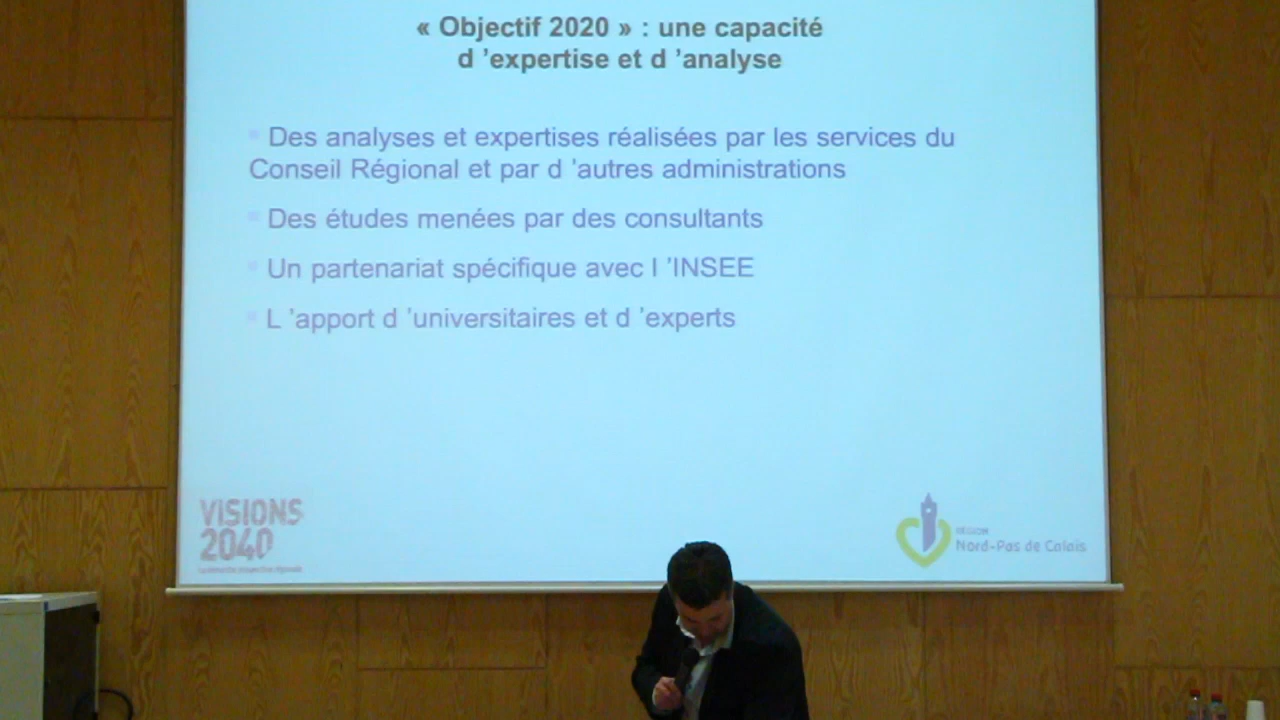 « Objectif 2020 » : une capacité
d ’expertise et d ’analyse
Des analyses et expertises réalisées par les services du
Conseil Régional et par d ’autres administrations
Des études menées par des consultants
Un partenariat spécifique avec l ’INSEE
L ’apport d ’universitaires et d ’experts
VISIONS
2040
RÉGION
Nord-Pas de Calais